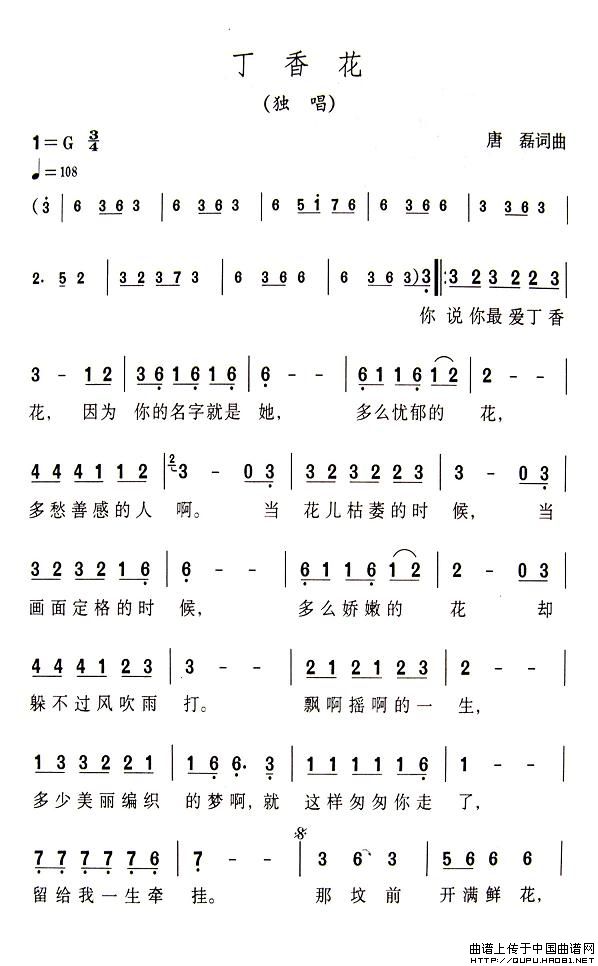 丁 香 花
(独 唱)
1=G 3/4
唐 磊词曲
♩=108
(3 | 6 3 6 3 | 6 3 6 3 | 6 5 i 7 6 | 6 3 6 3 | 3 3 6 3 |
2. 5 2 | 3 2 3 7 3 | 6 3 6 3 | 6 3 6 3) 3 ‖: 3 2 3 2 2 3 |
你 说 你最 爱丁 香
3 - 1 2 | 3 6 1 6 1 6 | 6 - - | 6 1 1 6 1 2 | 2 - - |
花, 因为 你的名字就是 她, 多么忧郁的 花,
4 4 4 1 1 2 | 2 3 - 0 3 | 3 2 3 2 2 3 | 3 - 0 3 |
多愁善感的人 啊。 当 花儿枯萎的时 候, 当
3 2 3 2 1 6 | 6 - - | 6 1 1 6 1 2 | 2 - 0 3 |
画面定格的时 候, 多么娇嫩的 花 却
4 4 4 1 2 3 | 3 - - | 2 1 2 1 2 3 | 3 - - |
躲不过风吹雨 打。 飘啊摇啊的一 生,
1 3 3 2 2 1 | 1 6 6. 3 | 1 1 1 1 1 6 | 1 - - |
多少美丽编织 的梦啊,就 这样匆匆你走 了,
7 7 7 7 7 6 | 7 - - | 3 6 3 | 5 6 6 6 |
留给我一生牵 挂。 那 坟 前 开满鲜 花,
曲谱上传于中国曲谱网
HTTP://QUPU.HAO81.NET